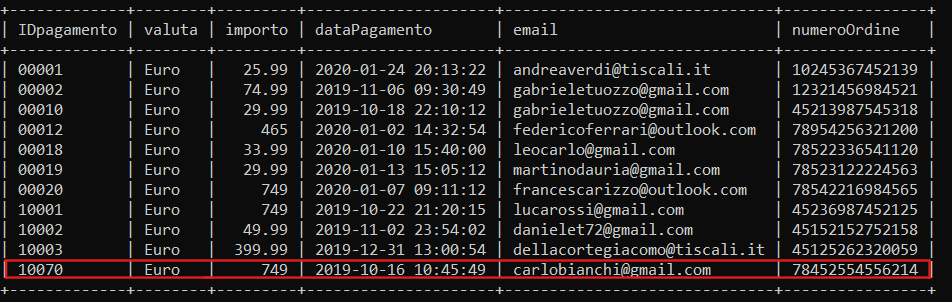 IDpagamento | valuta | importo | dataPagamento | email | numeroOrdine
00001 | Euro | 25.99 | 2020-01-24 20:13:22 | andreaverdi@tiscali.it | 10245367452139
00002 | Euro | 74.99 | 2019-11-06 09:30:49 | gabrieletuozzo@gmail.com | 12321456984521
00010 | Euro | 29.99 | 2019-10-18 22:10:12 | gabrieletuozzo@gmail.com | 45213987545318
00012 | Euro | 465 | 2020-01-02 14:32:54 | federicoferrari@outlook.com | 78954256321200
00018 | Euro | 33.99 | 2020-01-10 15:40:00 | leocarlo@gmail.com | 78522336541120
00019 | Euro | 29.99 | 2020-01-13 15:05:12 | martinodauria@gmail.com | 78523122224563
00020 | Euro | 749 | 2020-01-07 09:11:12 | francescarizzo@outlook.com | 78542216984565
10001 | Euro | 749 | 2019-10-22 21:20:15 | lucarossi@gmail.com | 45236987452125
10002 | Euro | 49.99 | 2019-11-02 23:54:02 | danielet72@gmail.com | 45152152752158
10003 | Euro | 399.99 | 2019-12-31 13:00:54 | dellacortegiacomo@tiscali.it | 45125262320059
10070 | Euro | 749 | 2019-10-16 10:45:49 | carlobianchi@gmail.com | 78452554556214